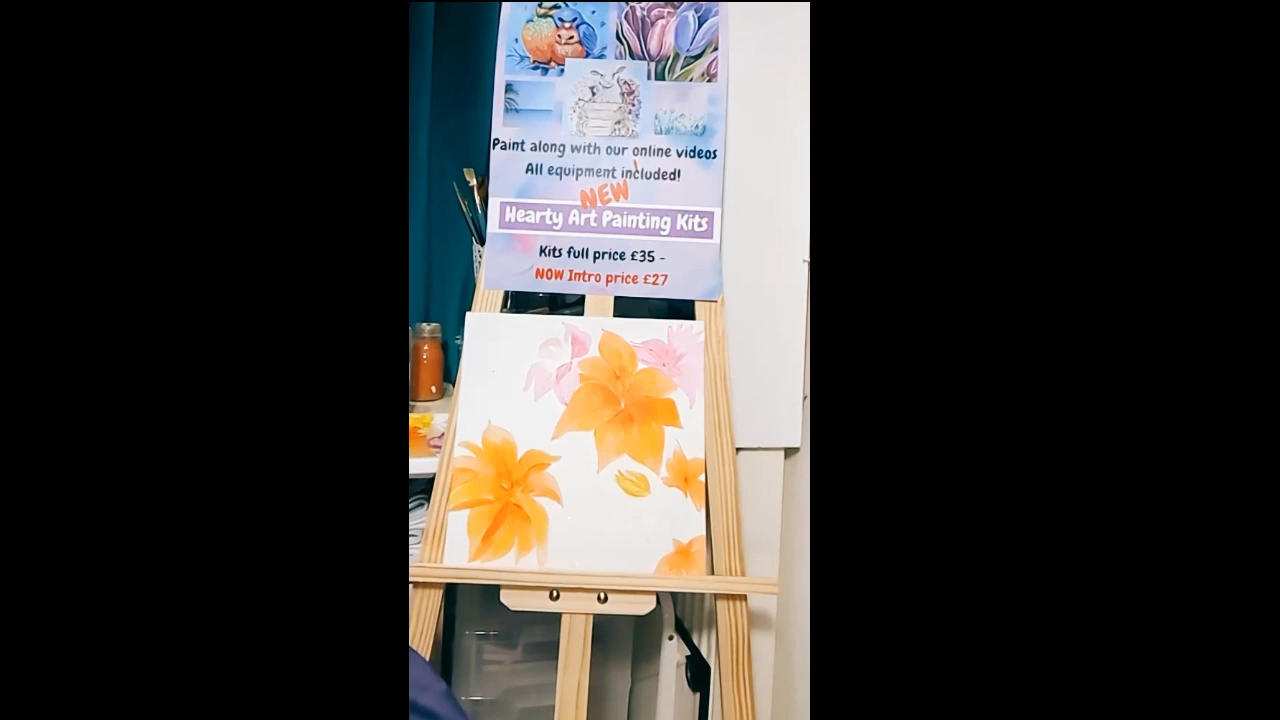 Paint along with our online videos
All equipment included!
NEW
Hearty Art Painting Kits
Kits full price £35 -
NOW Intro price £27